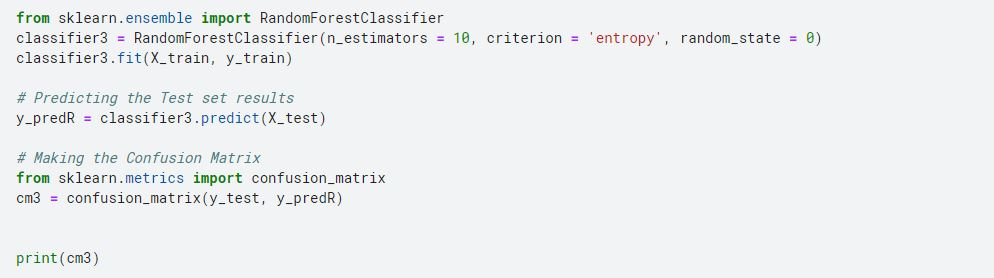 from sklearn.ensemble import RandomForestClassifier
classifier3 = RandomForestClassifier(n_estimators = 10, criterion = 'entropy', random_state = 0)
classifier3.fit(X_train, y_train)
# Predicting the Test set results
y_predR = classifier3.predict(X_test)
# Making the Confusion Matrix
from sklearn.metrics import confusion_matrix
cm3 = confusion_matrix(y_test, y_predR)
print(cm3)